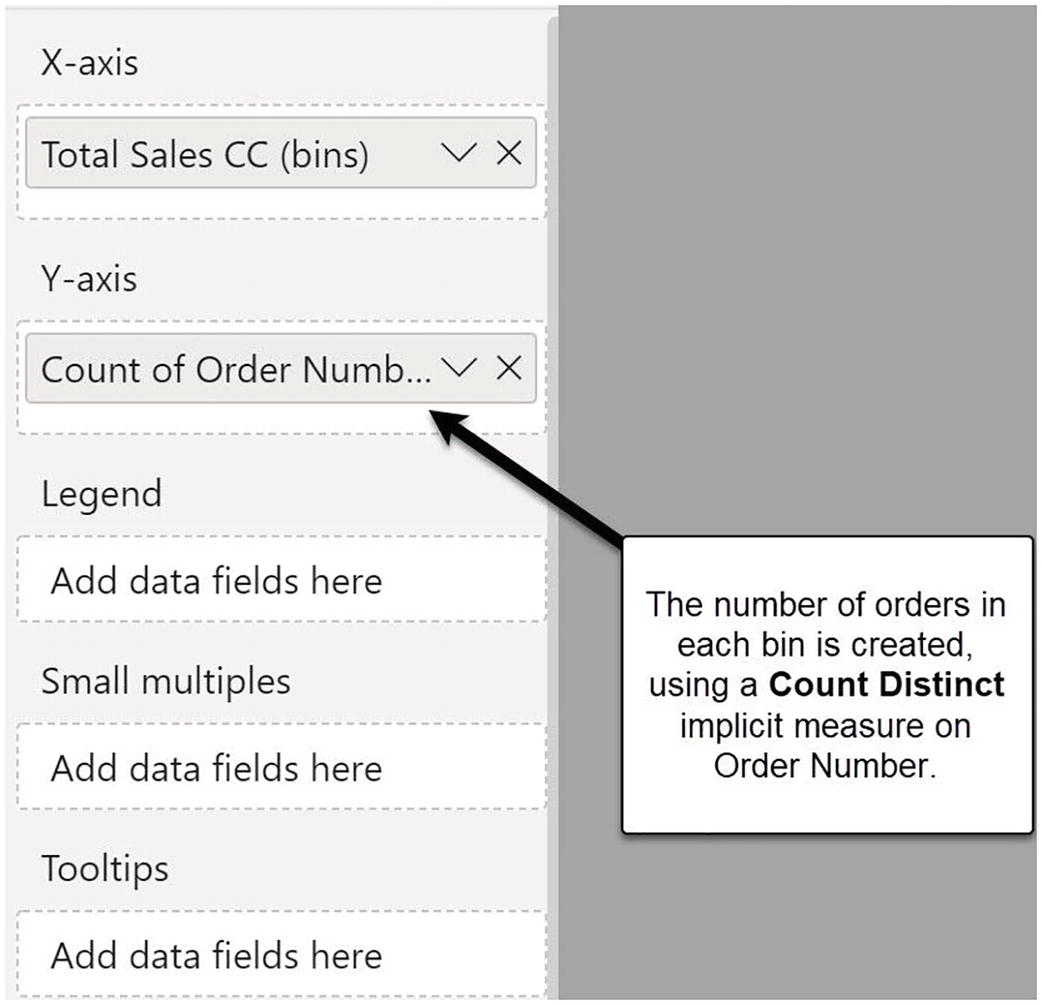 X-axis
Total Sales CC (bins)
Y-axis
Count of Order Numb...
Legend
Add data fields here
Small multiples
Add data fields here
Tooltips
Add data fields here
The number of orders in
each bin is created,
using a Count Distinct
implicit measure on
Order Number.